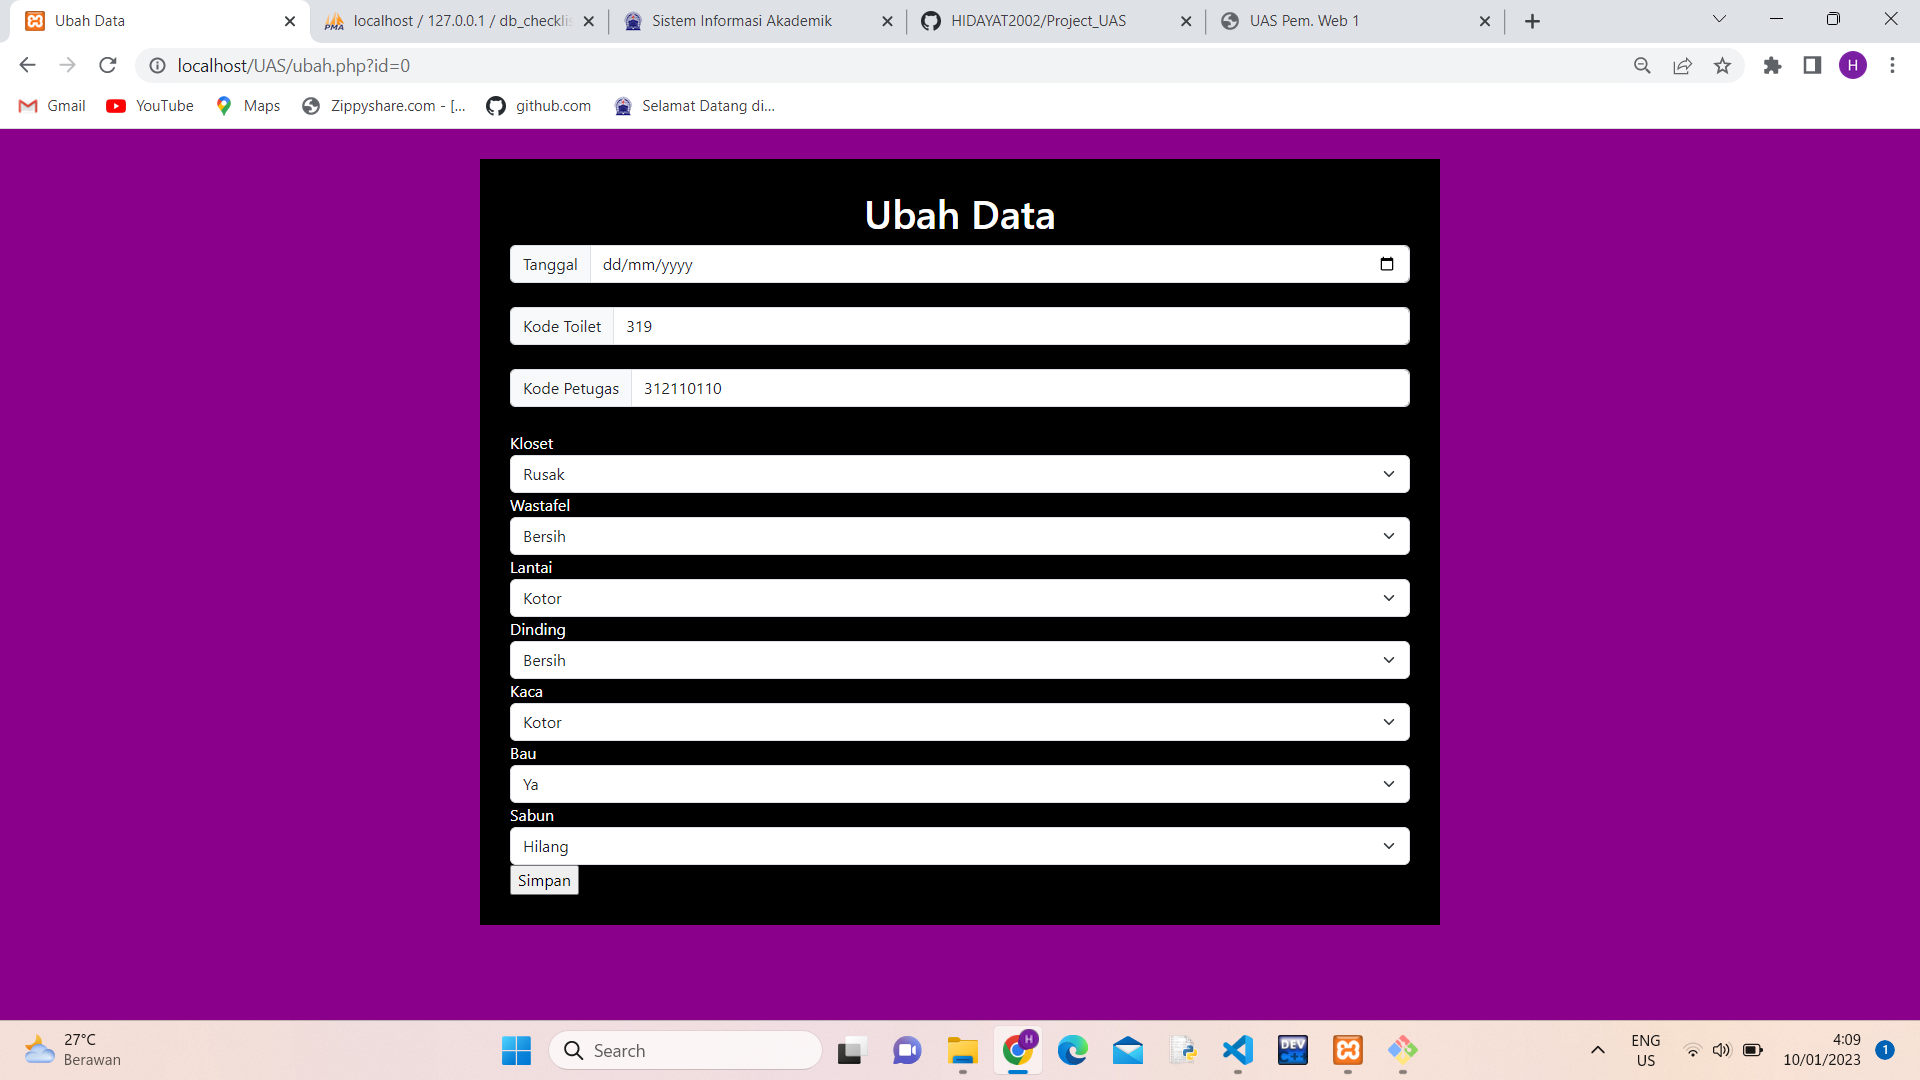 Ubah Data
localhost / 127.0.0.1 / db_checklis
Sistem Informasi Akademik
HIDAYAT2002/Project_UAS
UAS Pem. Web 1
localhost/UAS/ubah.php?id=0
H
Gmail
YouTube
Maps
Zippyshare.com - [...
github.com
Selamat Datang di...
Ubah Data
Tanggal dd/mm/yyyy
Kode Toilet 319
Kode Petugas 312110110
Kloset
Rusak
Wastafel
Bersih
Lantai
Kotor
Dinding
Bersih
Kaca
Kotor
Bau
Ya
Sabun
Hilang
Simpan
27°C
Berawan
Search
H
DEV
ENG
US
4:09
10/01/2023
1